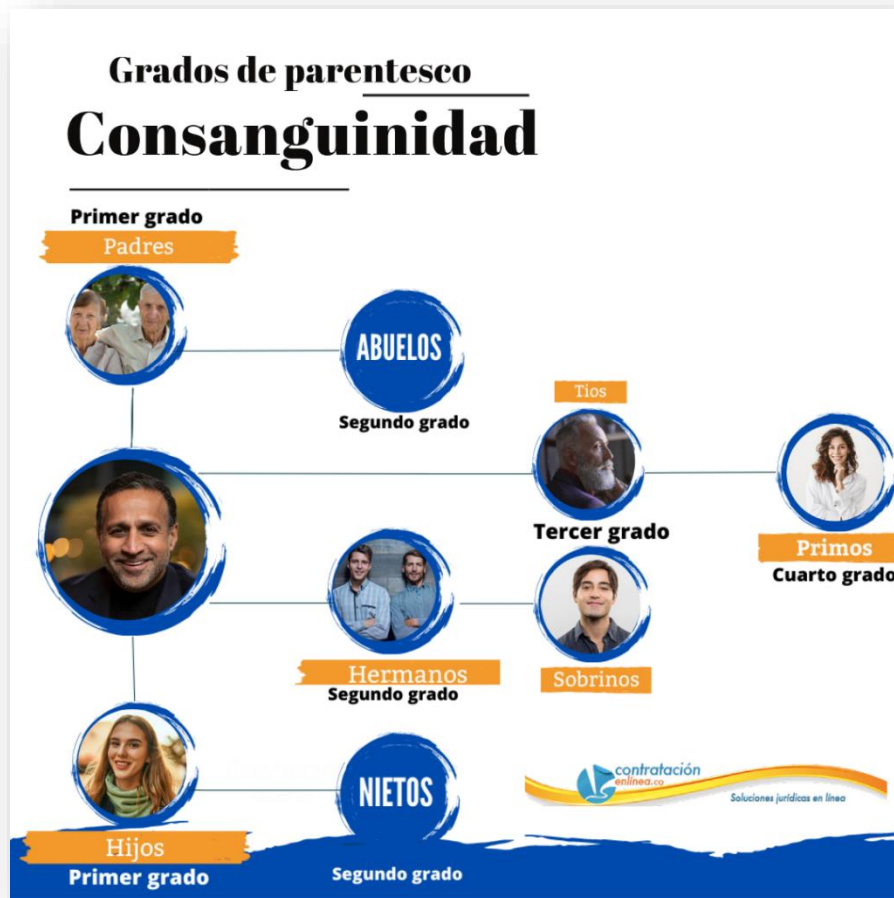 Grados de parentesco
Consanguinidad
Primer grado
Padres
ABUELOS
Segundo grado
Tios
Tercer grado
Primos
Cuarto grado
Hermanos
Segundo grado
Sobrinos
contratación
enlínea.co
Soluciones jurídicas en línea
NIETOS
Hijos
Primer grado
Segundo grado